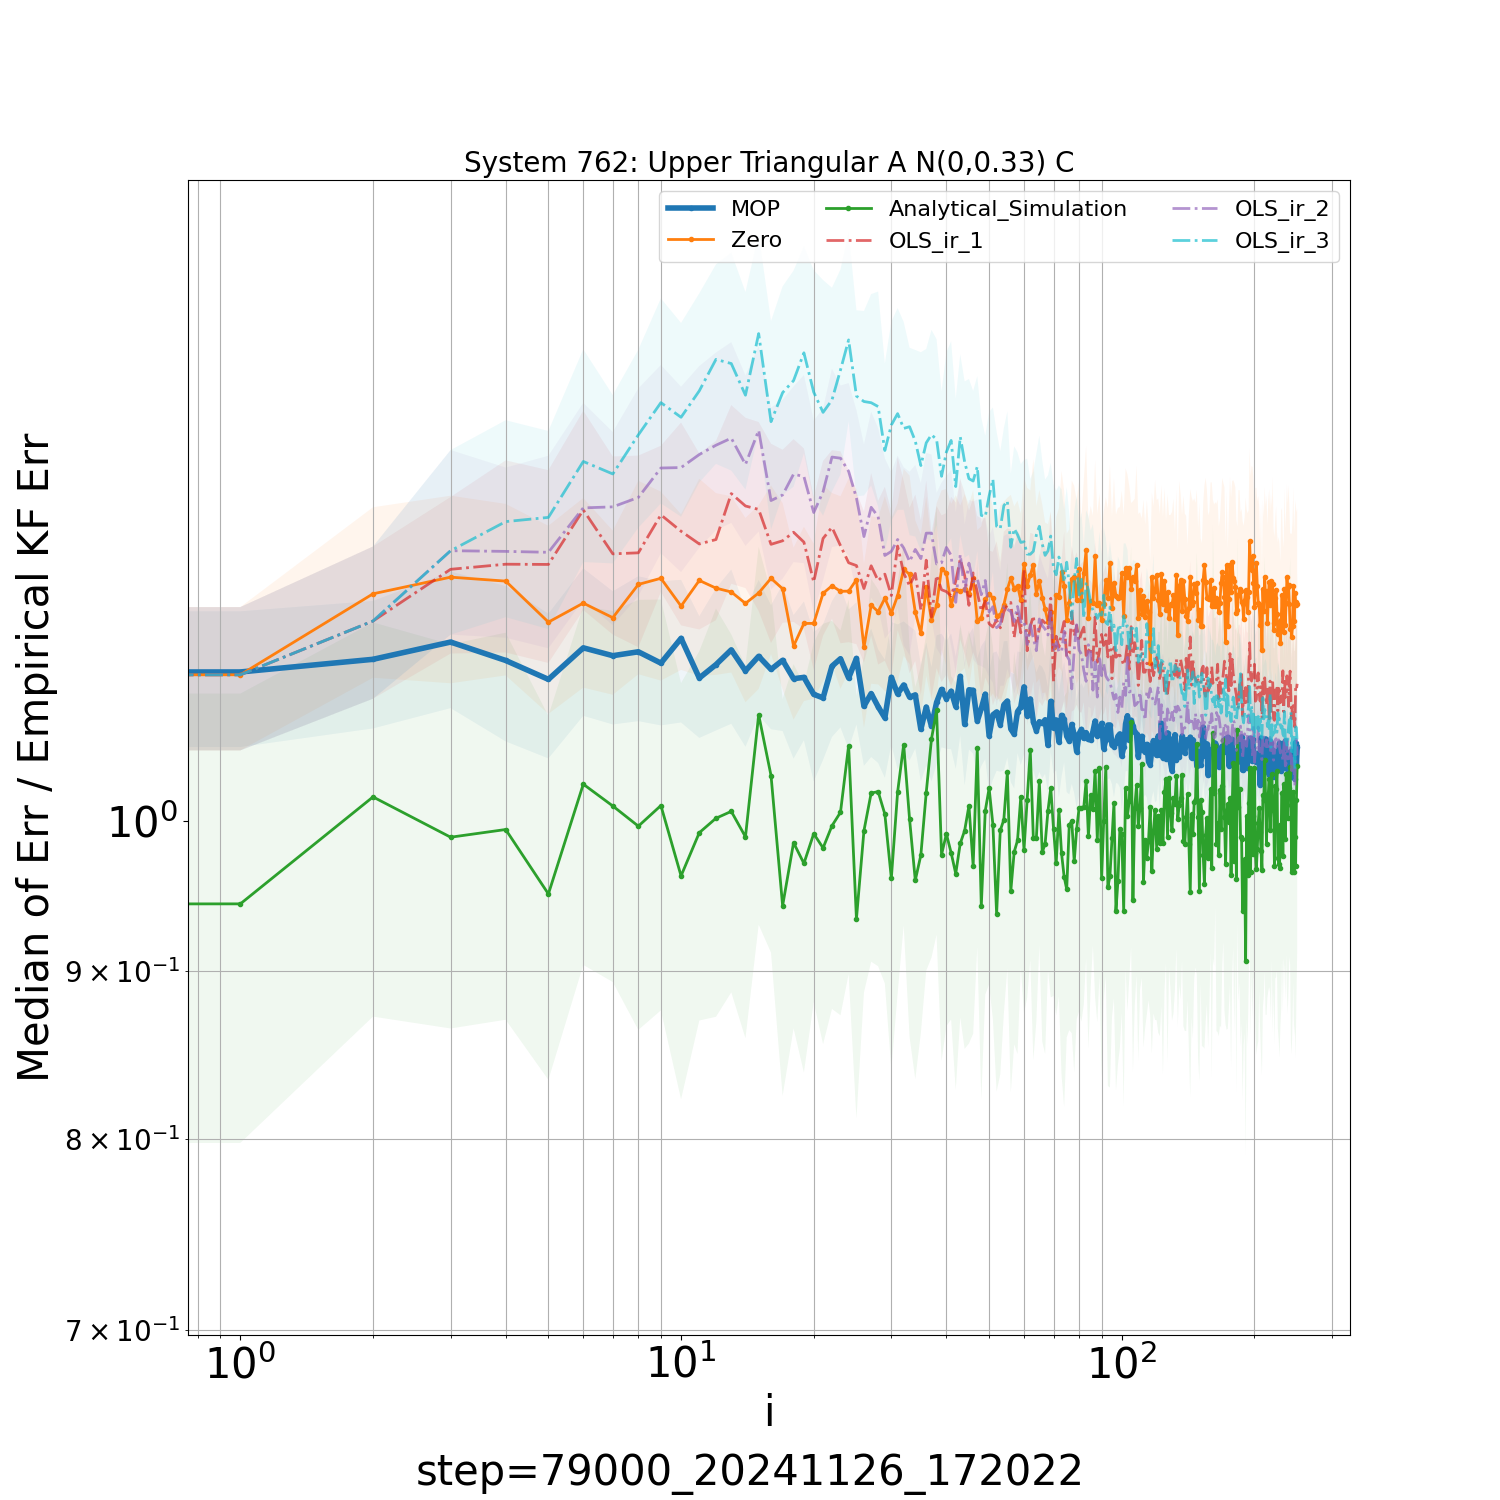 System 762: Upper Triangular A N(0,0.33) C
MOP
Zero
Analytical_Simulation
OLS_ir_1
OLS_ir_2
OLS_ir_3
Median of Err / Empirical KF Err
10⁰
9 × 10⁻¹
8 × 10⁻¹
7 × 10⁻¹
10⁰ 10¹ 10²
i
step=79000_20241126_172022